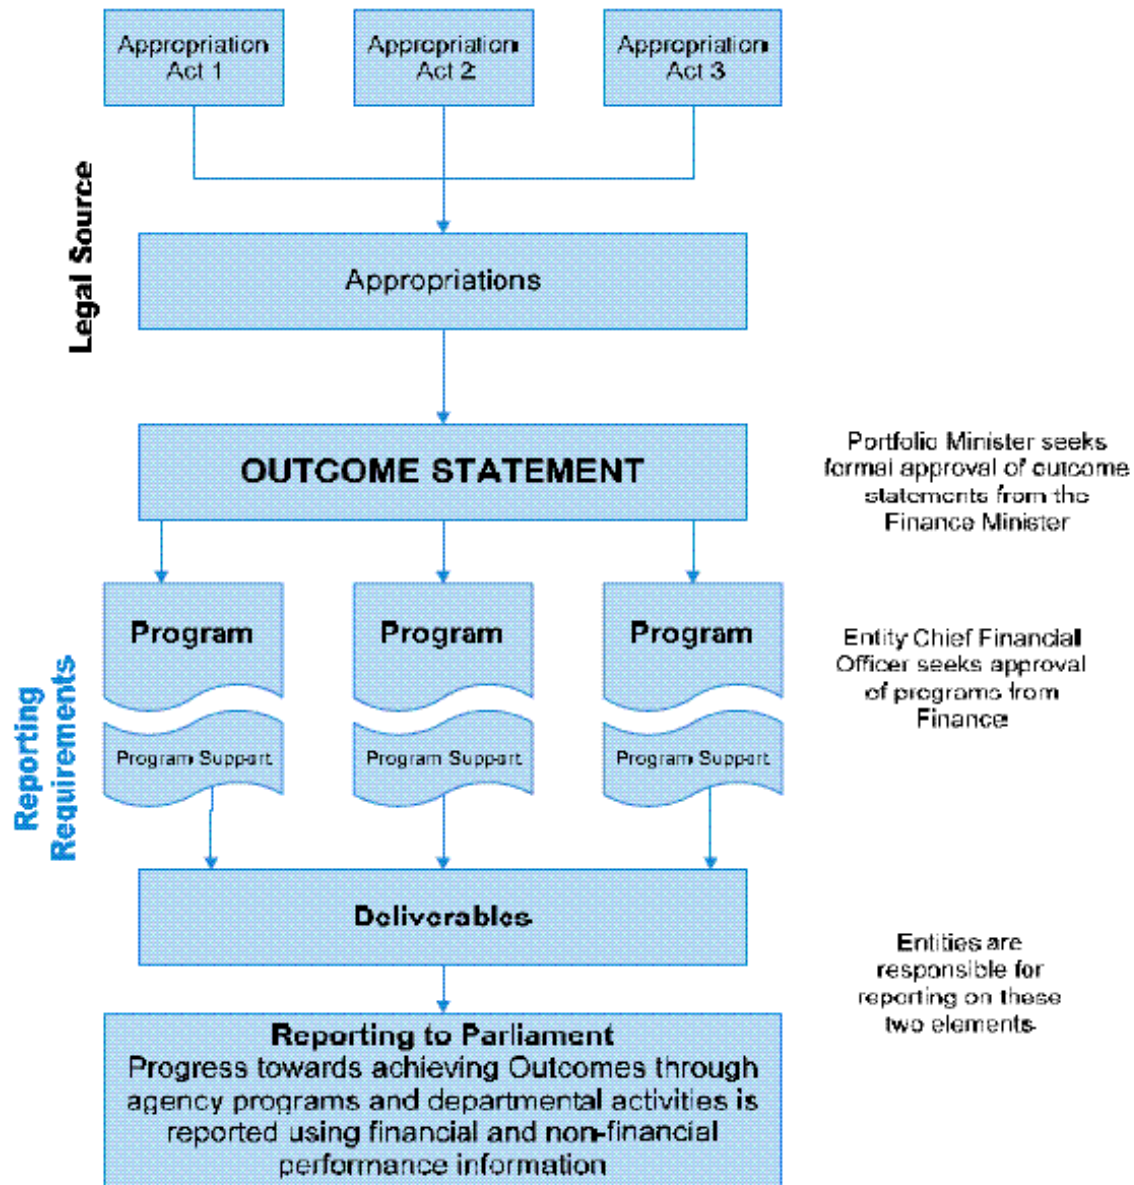 Appropriation
Act 1
Appropriation
Act 2
Appropriation
Act 3
Legal Source
Appropriations
OUTCOME STATEMENT
Portfolio Minister seeks
formal approval of outcome
statements from the
Finance Minister
Program
Program
Program
Entity Chief Financial
Officer seeks approval
of programs from
Finance
Reporting
Requirements
Program Support
Program Support
Program Support
Deliverables
Entities are
responsible for
reporting on these
two elements
Reporting to Parliament
Progress towards achieving Outcomes through
agency programs and departmental activities is
reported using financial and non-financial
performance information